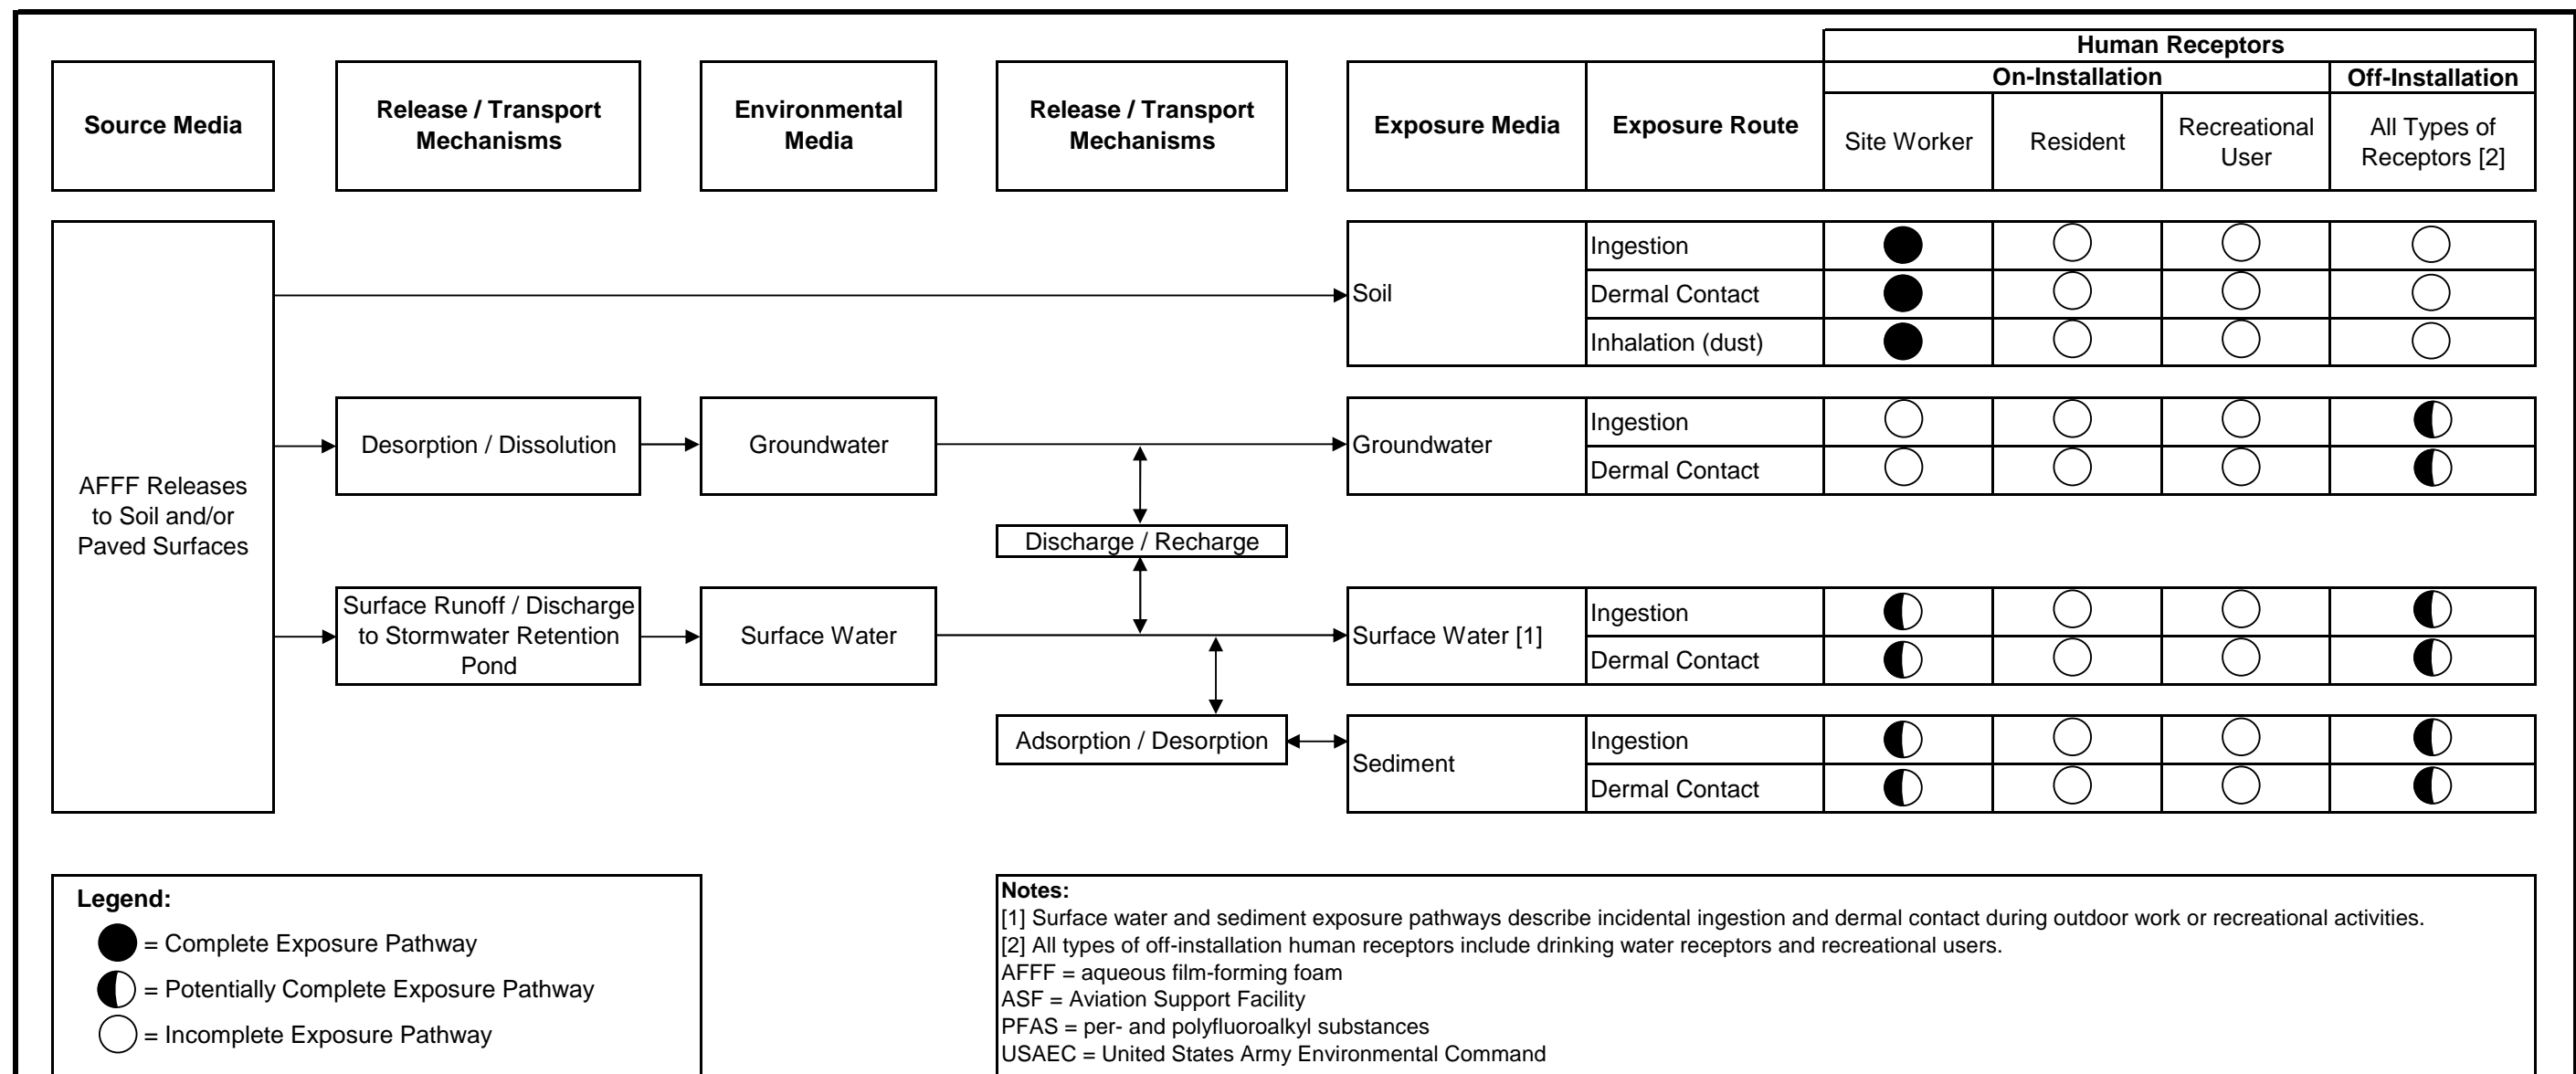 Human Receptors
On-Installation
Off-Installation
Source Media
Release / Transport
Mechanisms
Environmental
Media
Release / Transport
Mechanisms
Exposure Media
Exposure Route
Site Worker
Resident
Recreational
User
All Types of
Receptors [2]
AFFF Releases
to Soil and/or
Paved Surfaces
Soil
Ingestion
Dermal Contact
Inhalation (dust)
Desorption / Dissolution
Groundwater
Groundwater
Ingestion
Dermal Contact
Discharge / Recharge
Surface Runoff / Discharge
to Stormwater Retention
Pond
Surface Water
Surface Water [1]
Ingestion
Dermal Contact
Adsorption / Desorption
Sediment
Ingestion
Dermal Contact
Legend:
= Complete Exposure Pathway
= Potentially Complete Exposure Pathway
= Incomplete Exposure Pathway
Notes:
[1] Surface water and sediment exposure pathways describe incidental ingestion and dermal contact during outdoor work or recreational activities.
[2] All types of off-installation human receptors include drinking water receptors and recreational users.
AFFF = aqueous film-forming foam
ASF = Aviation Support Facility
PFAS = per- and polyfluoroalkyl substances
USAEC = United States Army Environmental Command